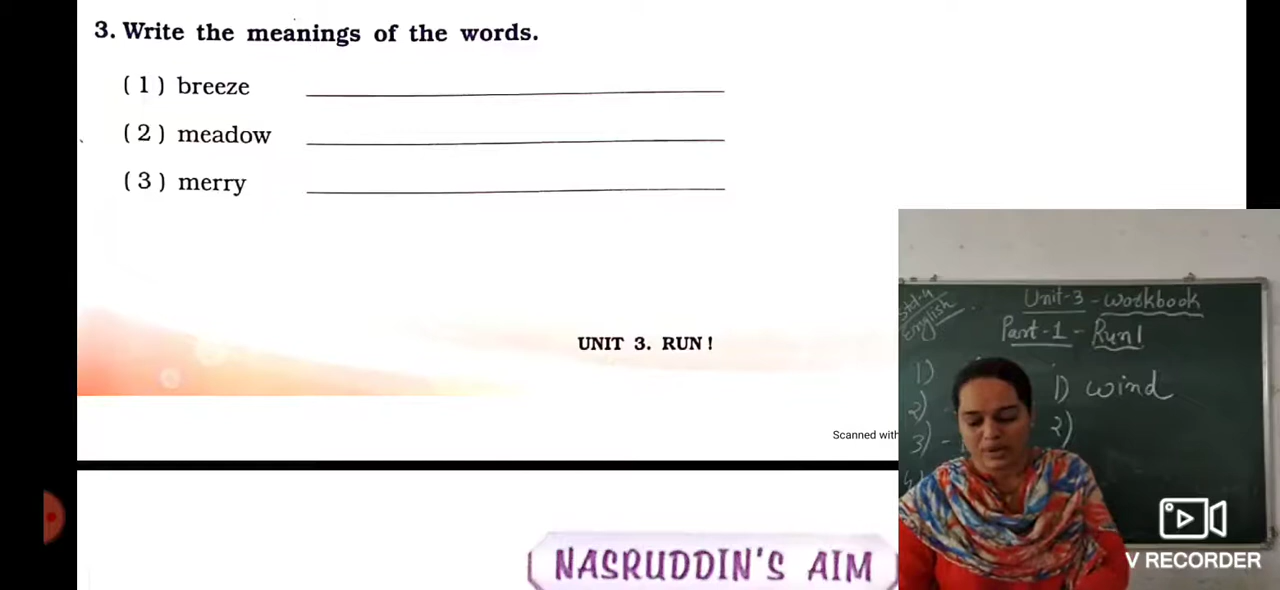 3. Write the meanings of the words.
( 1 ) breeze
( 2 ) meadow
( 3 ) merry
UNIT 3. RUN !
Scanned with
NASRUDDIN'S AIM
Std-4
English
Unit-3 - workbook
Part-1 - Run!
1)
2)
3) -
1) wind
2)
V RECORDER